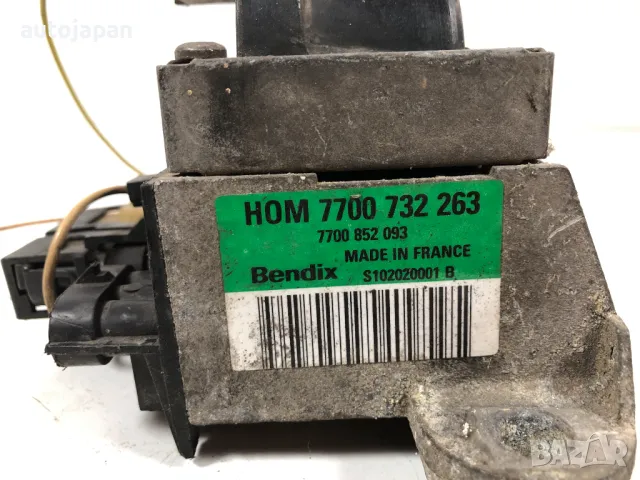 autojapan
HOM 7700 732 263
7700 852 093
MADE IN FRANCE
Bendix S102020001 B
BAZAR